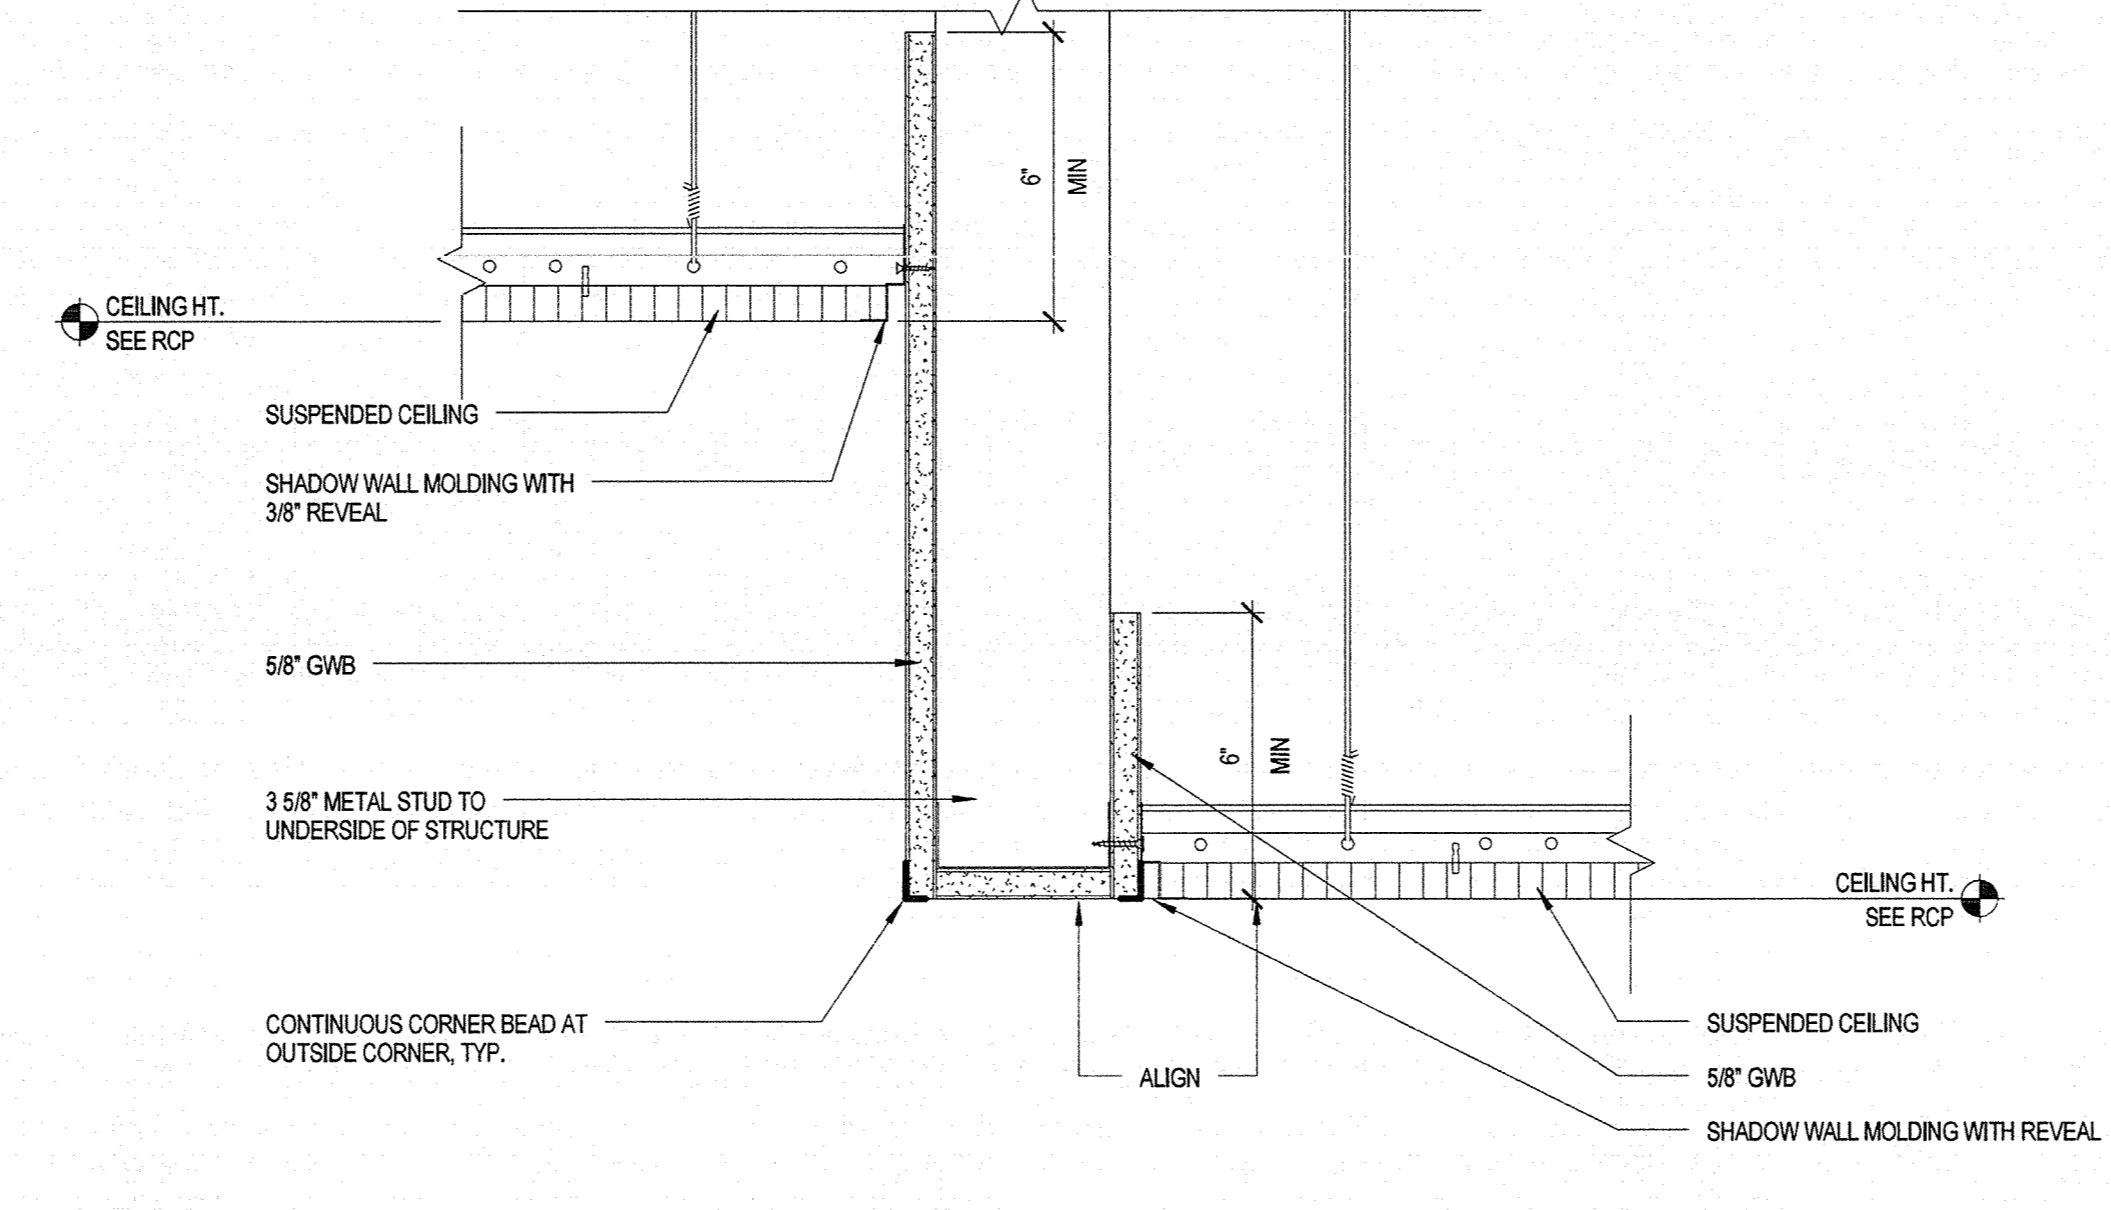 6"
MIN
CEILING HT.
SEE RCP
SUSPENDED CEILING
SHADOW WALL MOLDING WITH
3/8" REVEAL
5/8" GWB
6"
MIN
3 5/8" METAL STUD TO
UNDERSIDE OF STRUCTURE
CEILING HT.
SEE RCP
CONTINUOUS CORNER BEAD AT
OUTSIDE CORNER, TYP.
ALIGN
SUSPENDED CEILING
5/8" GWB
SHADOW WALL MOLDING WITH REVEAL